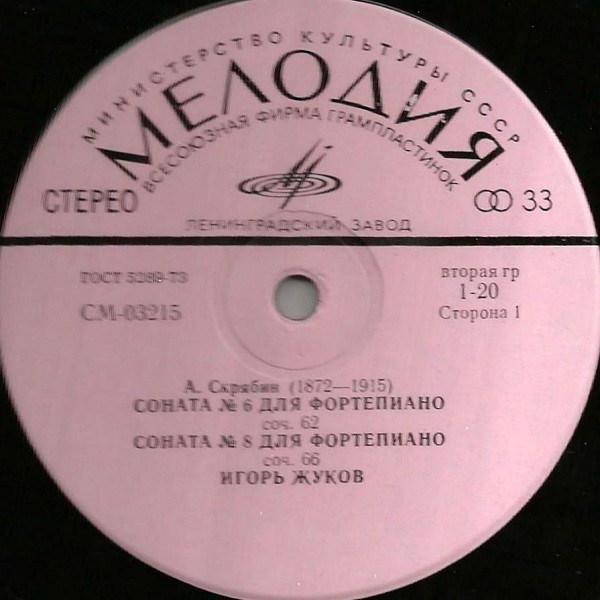 МИНИСТЕРСТВО КУЛЬТУРЫ СССР
МЕЛОДИЯ
ВСЕСОЮЗНАЯ ФИРМА ГРАМПЛАСТИНОК
СТЕРЕО
33
ЛЕНИНГРАДСКИЙ ЗАВОД
ГОСТ 5289-73
вторая гр
СМ-03215
1-20
Сторона 1
А. Скрябин (1872—1915)
СОНАТА № 6 ДЛЯ ФОРТЕПИАНО
соч. 62
СОНАТА № 8 ДЛЯ ФОРТЕПИАНО
соч. 66
ИГОРЬ ЖУКОВ